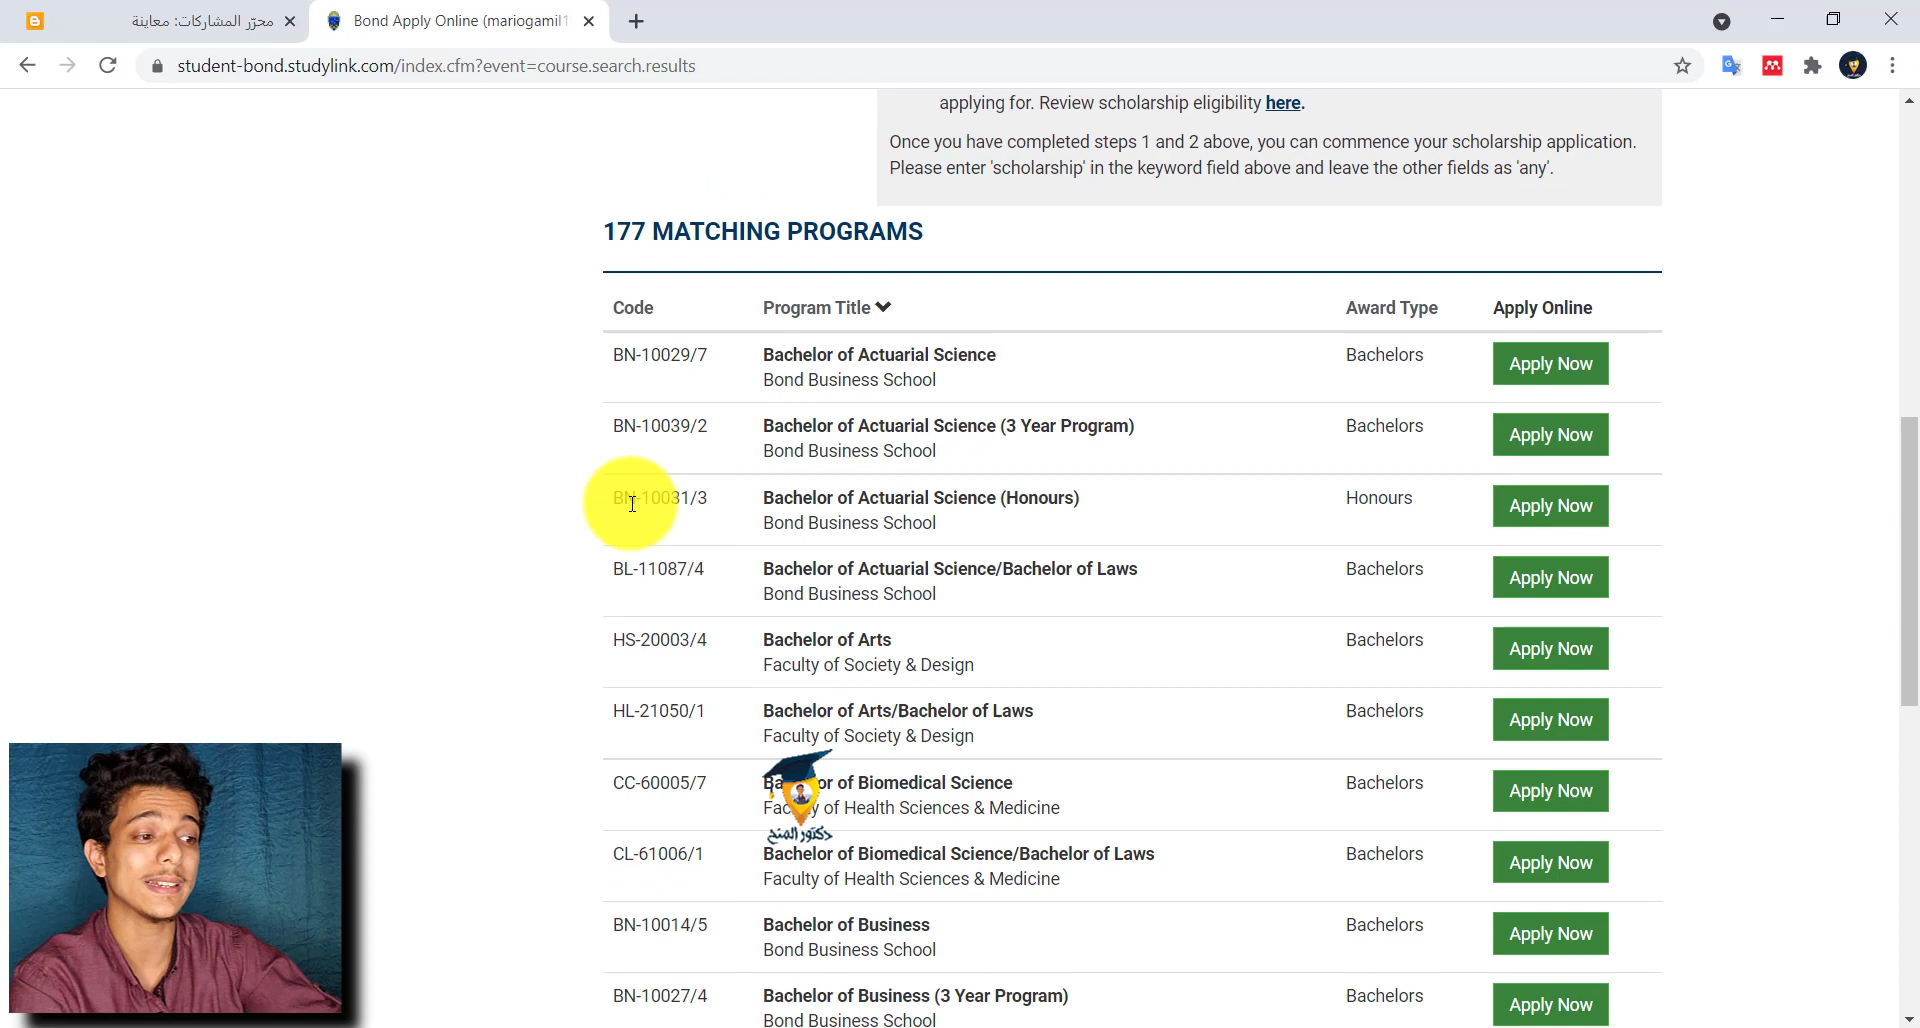 محرّر المشاركات: معاينة
Bond Apply Online (mariogamil1
student-bond.studylink.com/index.cfm?event=course.search.results
applying for. Review scholarship eligibility here.
Once you have completed steps 1 and 2 above, you can commence your scholarship application.
Please enter 'scholarship' in the keyword field above and leave the other fields as 'any'.
177 MATCHING PROGRAMS
Code Program Title Award Type Apply Online
BN-10029/7 Bachelor of Actuarial Science Bachelors Apply Now
Bond Business School
BN-10039/2 Bachelor of Actuarial Science (3 Year Program) Bachelors Apply Now
Bond Business School
BN-10031/3 Bachelor of Actuarial Science (Honours) Honours Apply Now
Bond Business School
BL-11087/4 Bachelor of Actuarial Science/Bachelor of Laws Bachelors Apply Now
Bond Business School
HS-20003/4 Bachelor of Arts Bachelors Apply Now
Faculty of Society & Design
HL-21050/1 Bachelor of Arts/Bachelor of Laws Bachelors Apply Now
Faculty of Society & Design
CC-60005/7 Bachelor of Biomedical Science Bachelors Apply Now
Faculty of Health Sciences & Medicine
دكتور المنح
CL-61006/1 Bachelor of Biomedical Science/Bachelor of Laws Bachelors Apply Now
Faculty of Health Sciences & Medicine
BN-10014/5 Bachelor of Business Bachelors Apply Now
Bond Business School
BN-10027/4 Bachelor of Business (3 Year Program) Bachelors Apply Now
Bond Business School